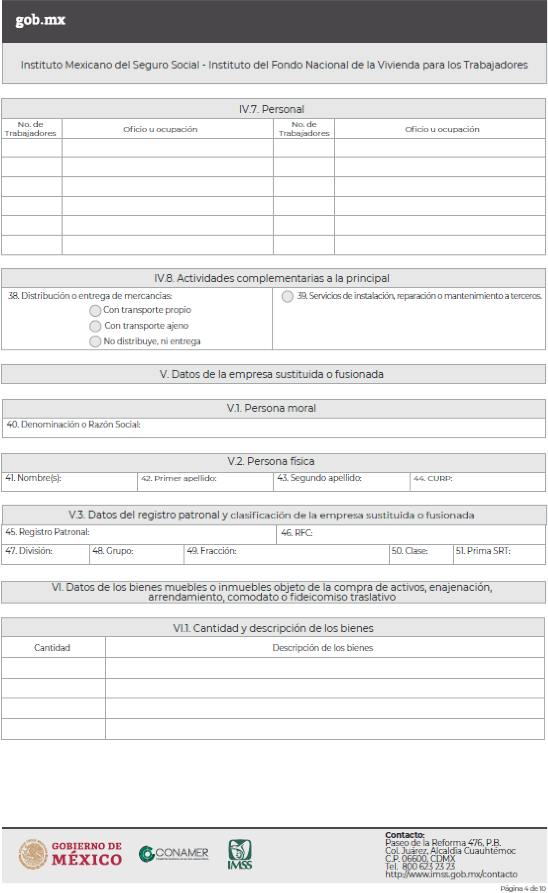 gob.mx
Instituto Mexicano del Seguro Social - Instituto del Fondo Nacional de la Vivienda para los Trabajadores
IV.7. Personal
No. de Trabajadores
Oficio u ocupación
No. de Trabajadores
Oficio u ocupación
IV.8. Actividades complementarias a la principal
38. Distribución o entrega de mercancías:
Con transporte propio
Con transporte ajeno
No distribuye, ni entrega
39. Servicios de instalación, reparación o mantenimiento a terceros.
V. Datos de la empresa sustituida o fusionada
V.1. Persona moral
40. Denominación o Razón Social:
V.2. Persona física
41. Nombre(s):
42. Primer apellido:
43. Segundo apellido:
44. CURP:
V.3. Datos del registro patronal y clasificación de la empresa sustituida o fusionada
45. Registro Patronal:
46. RFC:
47. División:
48. Grupo:
49. Fracción:
50. Clase:
51. Prima SRT:
VI. Datos de los bienes muebles o inmuebles objeto de la compra de activos, enajenación,
arrendamiento, comodato o fideicomiso traslativo
VI.1. Cantidad y descripción de los bienes
Cantidad
Descripción de los bienes
GOBIERNO DE
MÉXICO
CONAMER
IMSS
Contacto:
Paseo de la Reforma 476, P.B.
Col. Juárez, Alcaldía Cuauhtémoc
C.P. 06600, CDMX
Tel. 800 623 23 23
http://www.imss.gob.mx/contacto
Página 4 de 10